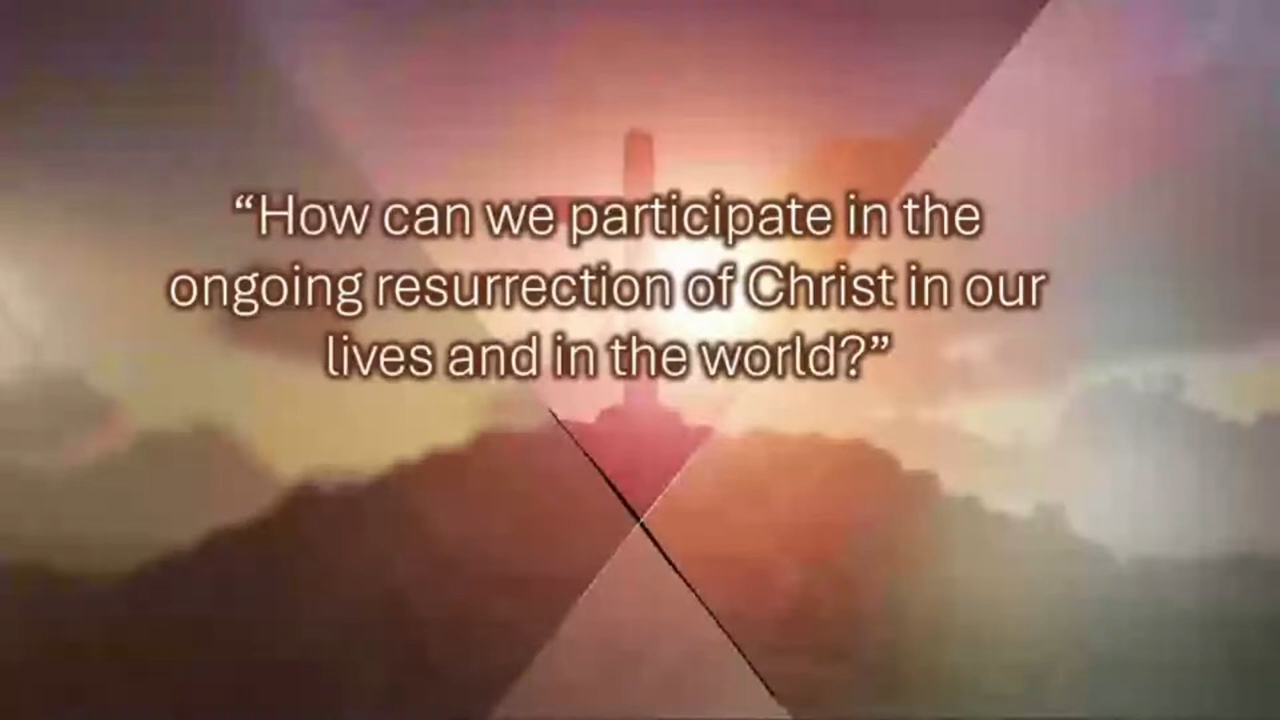 “How can we participate in the
ongoing resurrection of Christ in our
lives and in the world?”